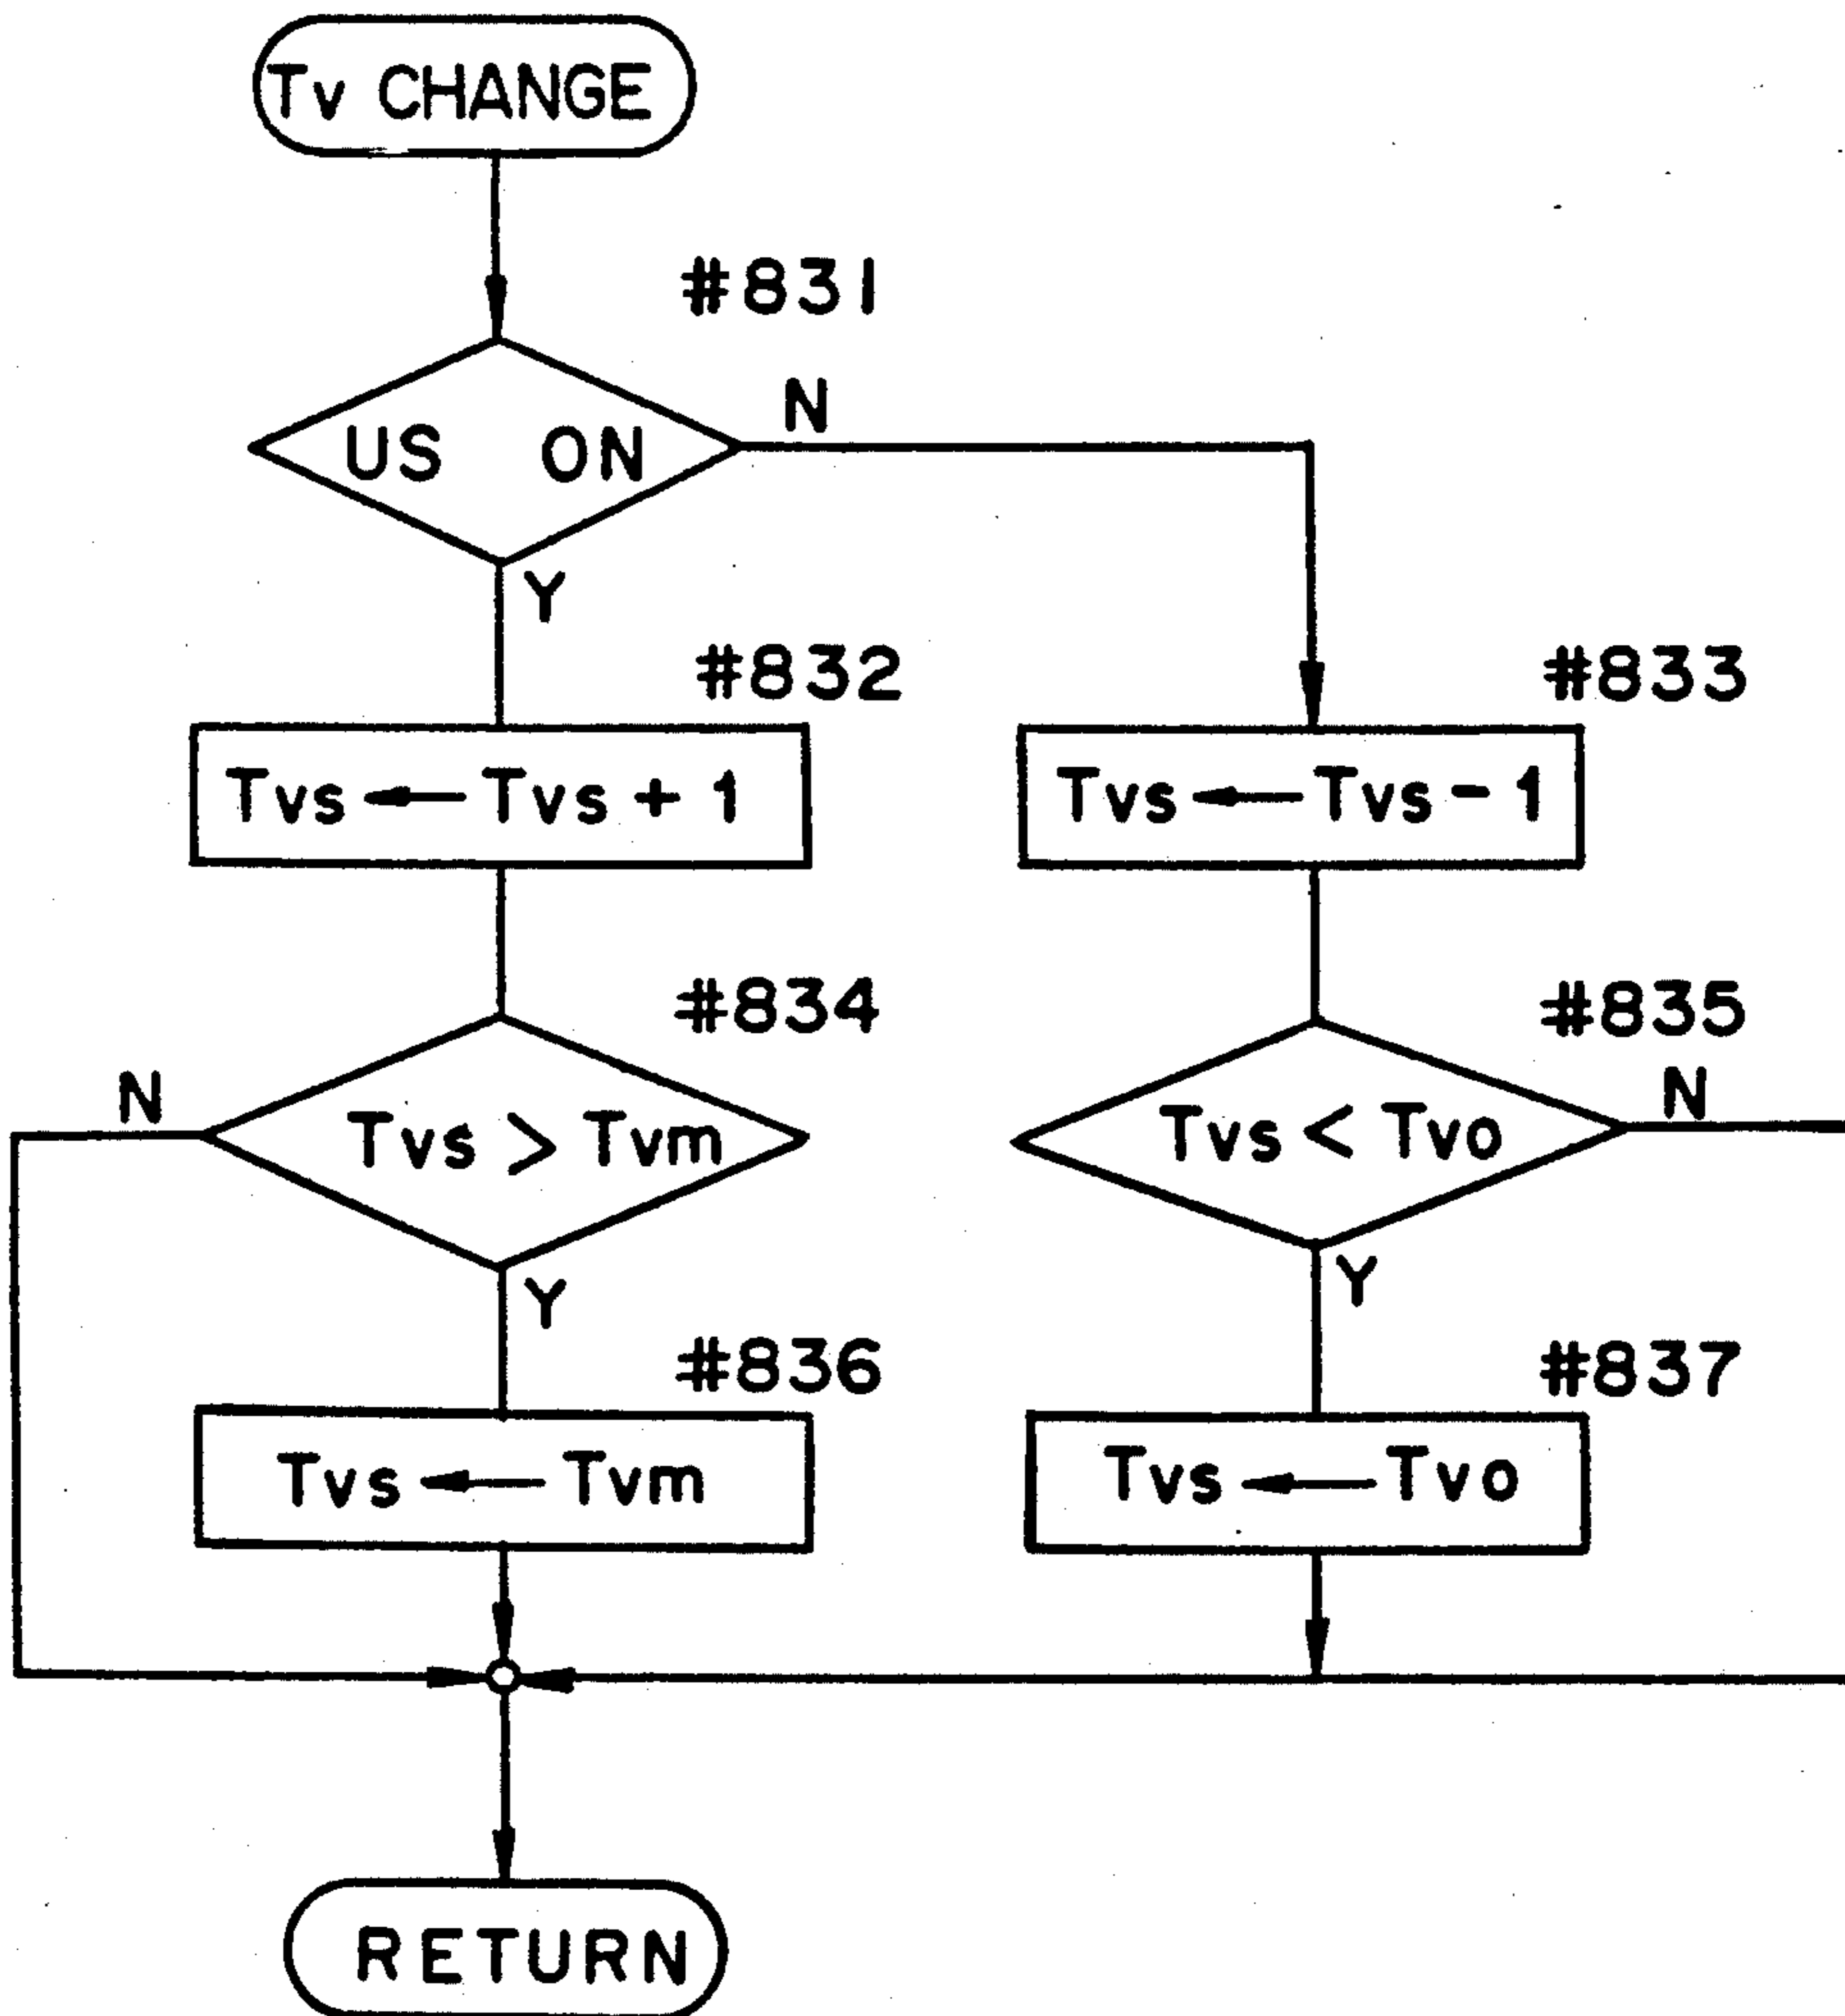 Tv CHANGE
#831
US ON
N
Y
#832
#833
Tvs ← Tvs + 1
Tvs ← Tvs - 1
#834
#835
N
Tvs > Tvm
Tvs < Tvo
N
Y
Y
#836
#837
Tvs ← Tvm
Tvs ← Tvo
RETURN